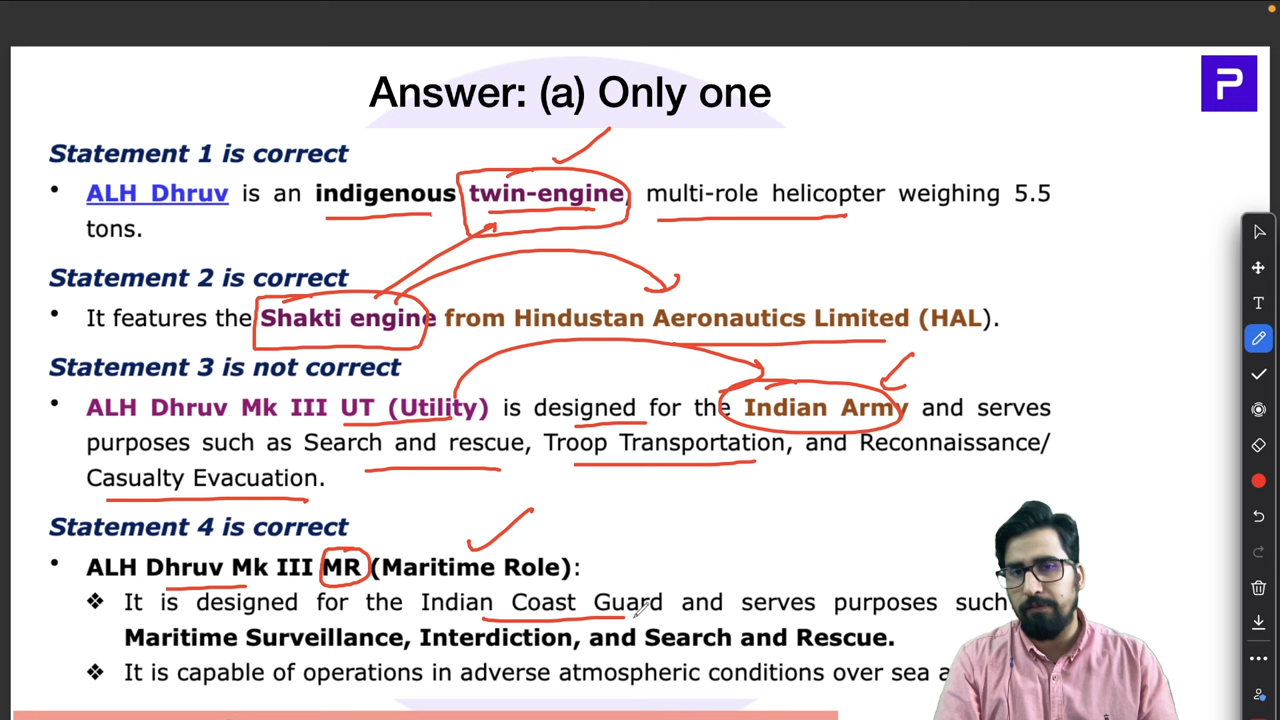 Answer: (a) Only one
P
Statement 1 is correct
• ALH Dhruv is an indigenous twin-engine, multi-role helicopter weighing 5.5
tons.
Statement 2 is correct
• It features the Shakti engine from Hindustan Aeronautics Limited (HAL).
Statement 3 is not correct
ALH Dhruv Mk III UT (Utility) is designed for the Indian Army and serves
purposes such as Search and rescue, Troop Transportation, and Reconnaissance/
Casualty Evacuation.
Statement 4 is correct
• ALH Dhruv Mk III MR (Maritime Role):
❖ It is designed for the Indian Coast Guard and serves purposes such
Maritime Surveillance, Interdiction, and Search and Rescue.
❖ It is capable of operations in adverse atmospheric conditions over sea